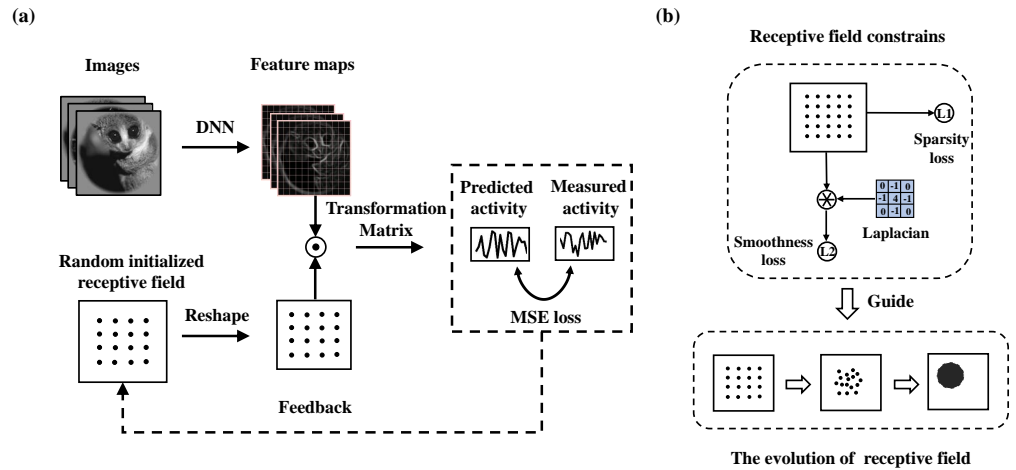 (a)
Images
Feature maps
DNN
Predicted
activity
Measured
activity
Transformation
Matrix
Random initialized
receptive field
Reshape
MSE loss
Feedback
(b)
Receptive field constrains
L1
Sparsity
loss
0 -1 0
-1 4 -1
0 -1 0
Laplacian
Smoothness
loss
L2
Guide
The evolution of receptive field